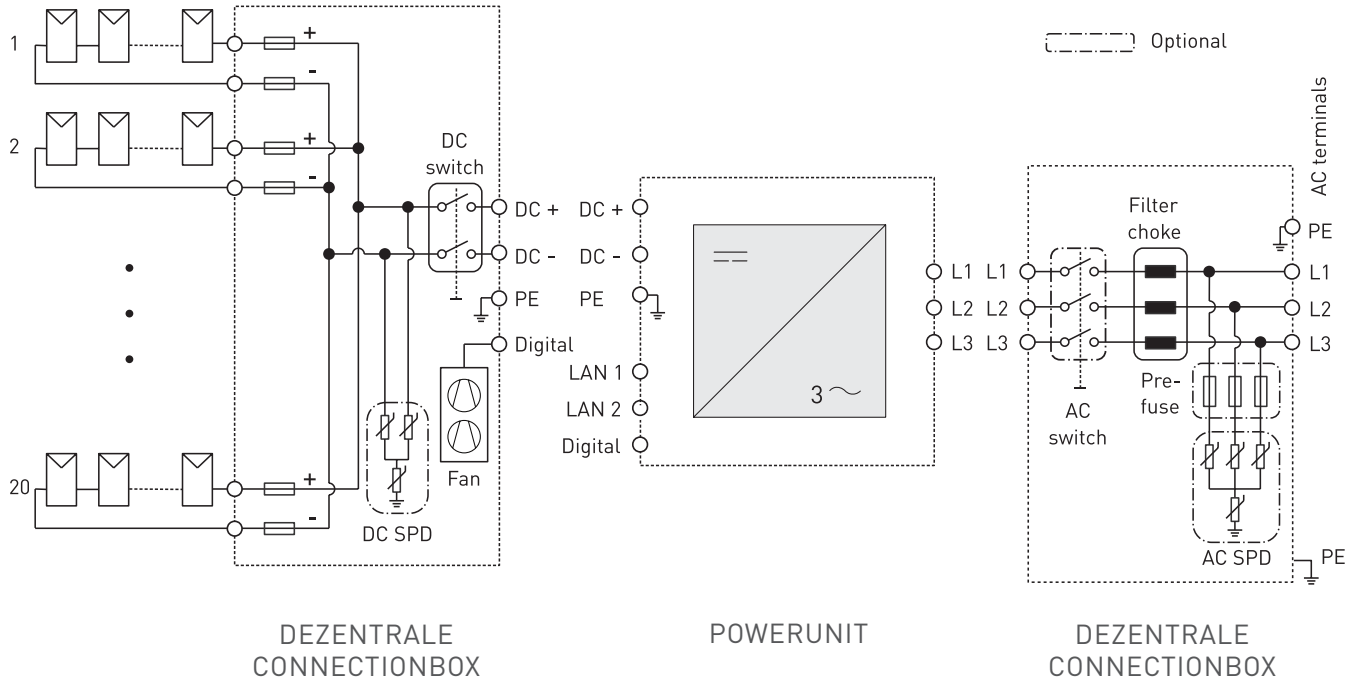 1
+
-
2
+
-
20
+
-
DC
switch
DC +
DC -
PE
Digital
Fan
DC SPD
DC +
DC -
PE
LAN 1
LAN 2
Digital
3
L1
L2
L3
Optional
AC terminals
L1
L2
L3
AC
switch
Filter
choke
Pre-
fuse
AC SPD
PE
L1
L2
L3
PE
DEZENTRALE
CONNECTIONBOX
POWERUNIT
DEZENTRALE
CONNECTIONBOX